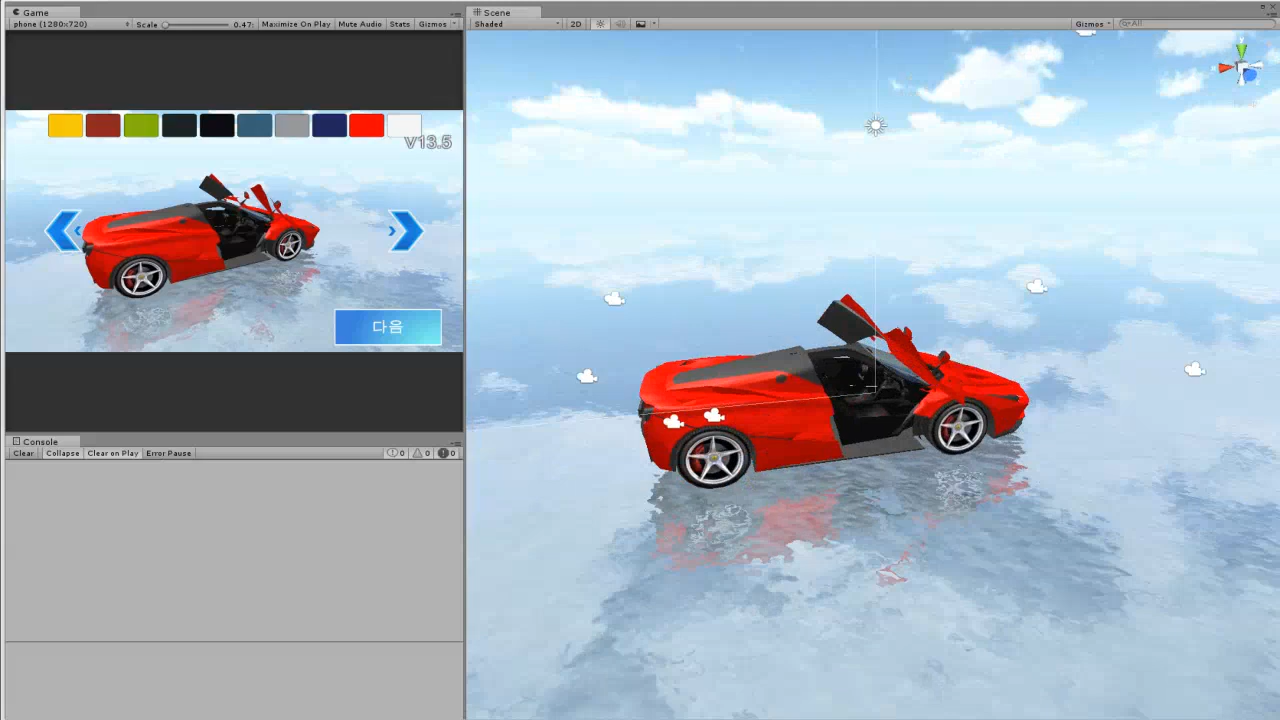 Game
phone (1280x720)
Scale
0.47:
Maximize On Play
Mute Audio
Stats
Gizmos
V13.5
다음
Console
Clear
Collapse
Clear on Play
Error Pause
0
0
0
Scene
Shaded
2D
Gizmos
All